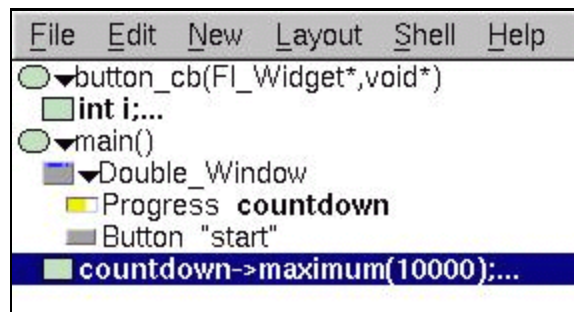 File Edit New Layout Shell Help
button_cb(Fl_Widget*,void*)
int i;...
main()
Double_Window
Progress countdown
Button "start"
countdown->maximum(10000);...